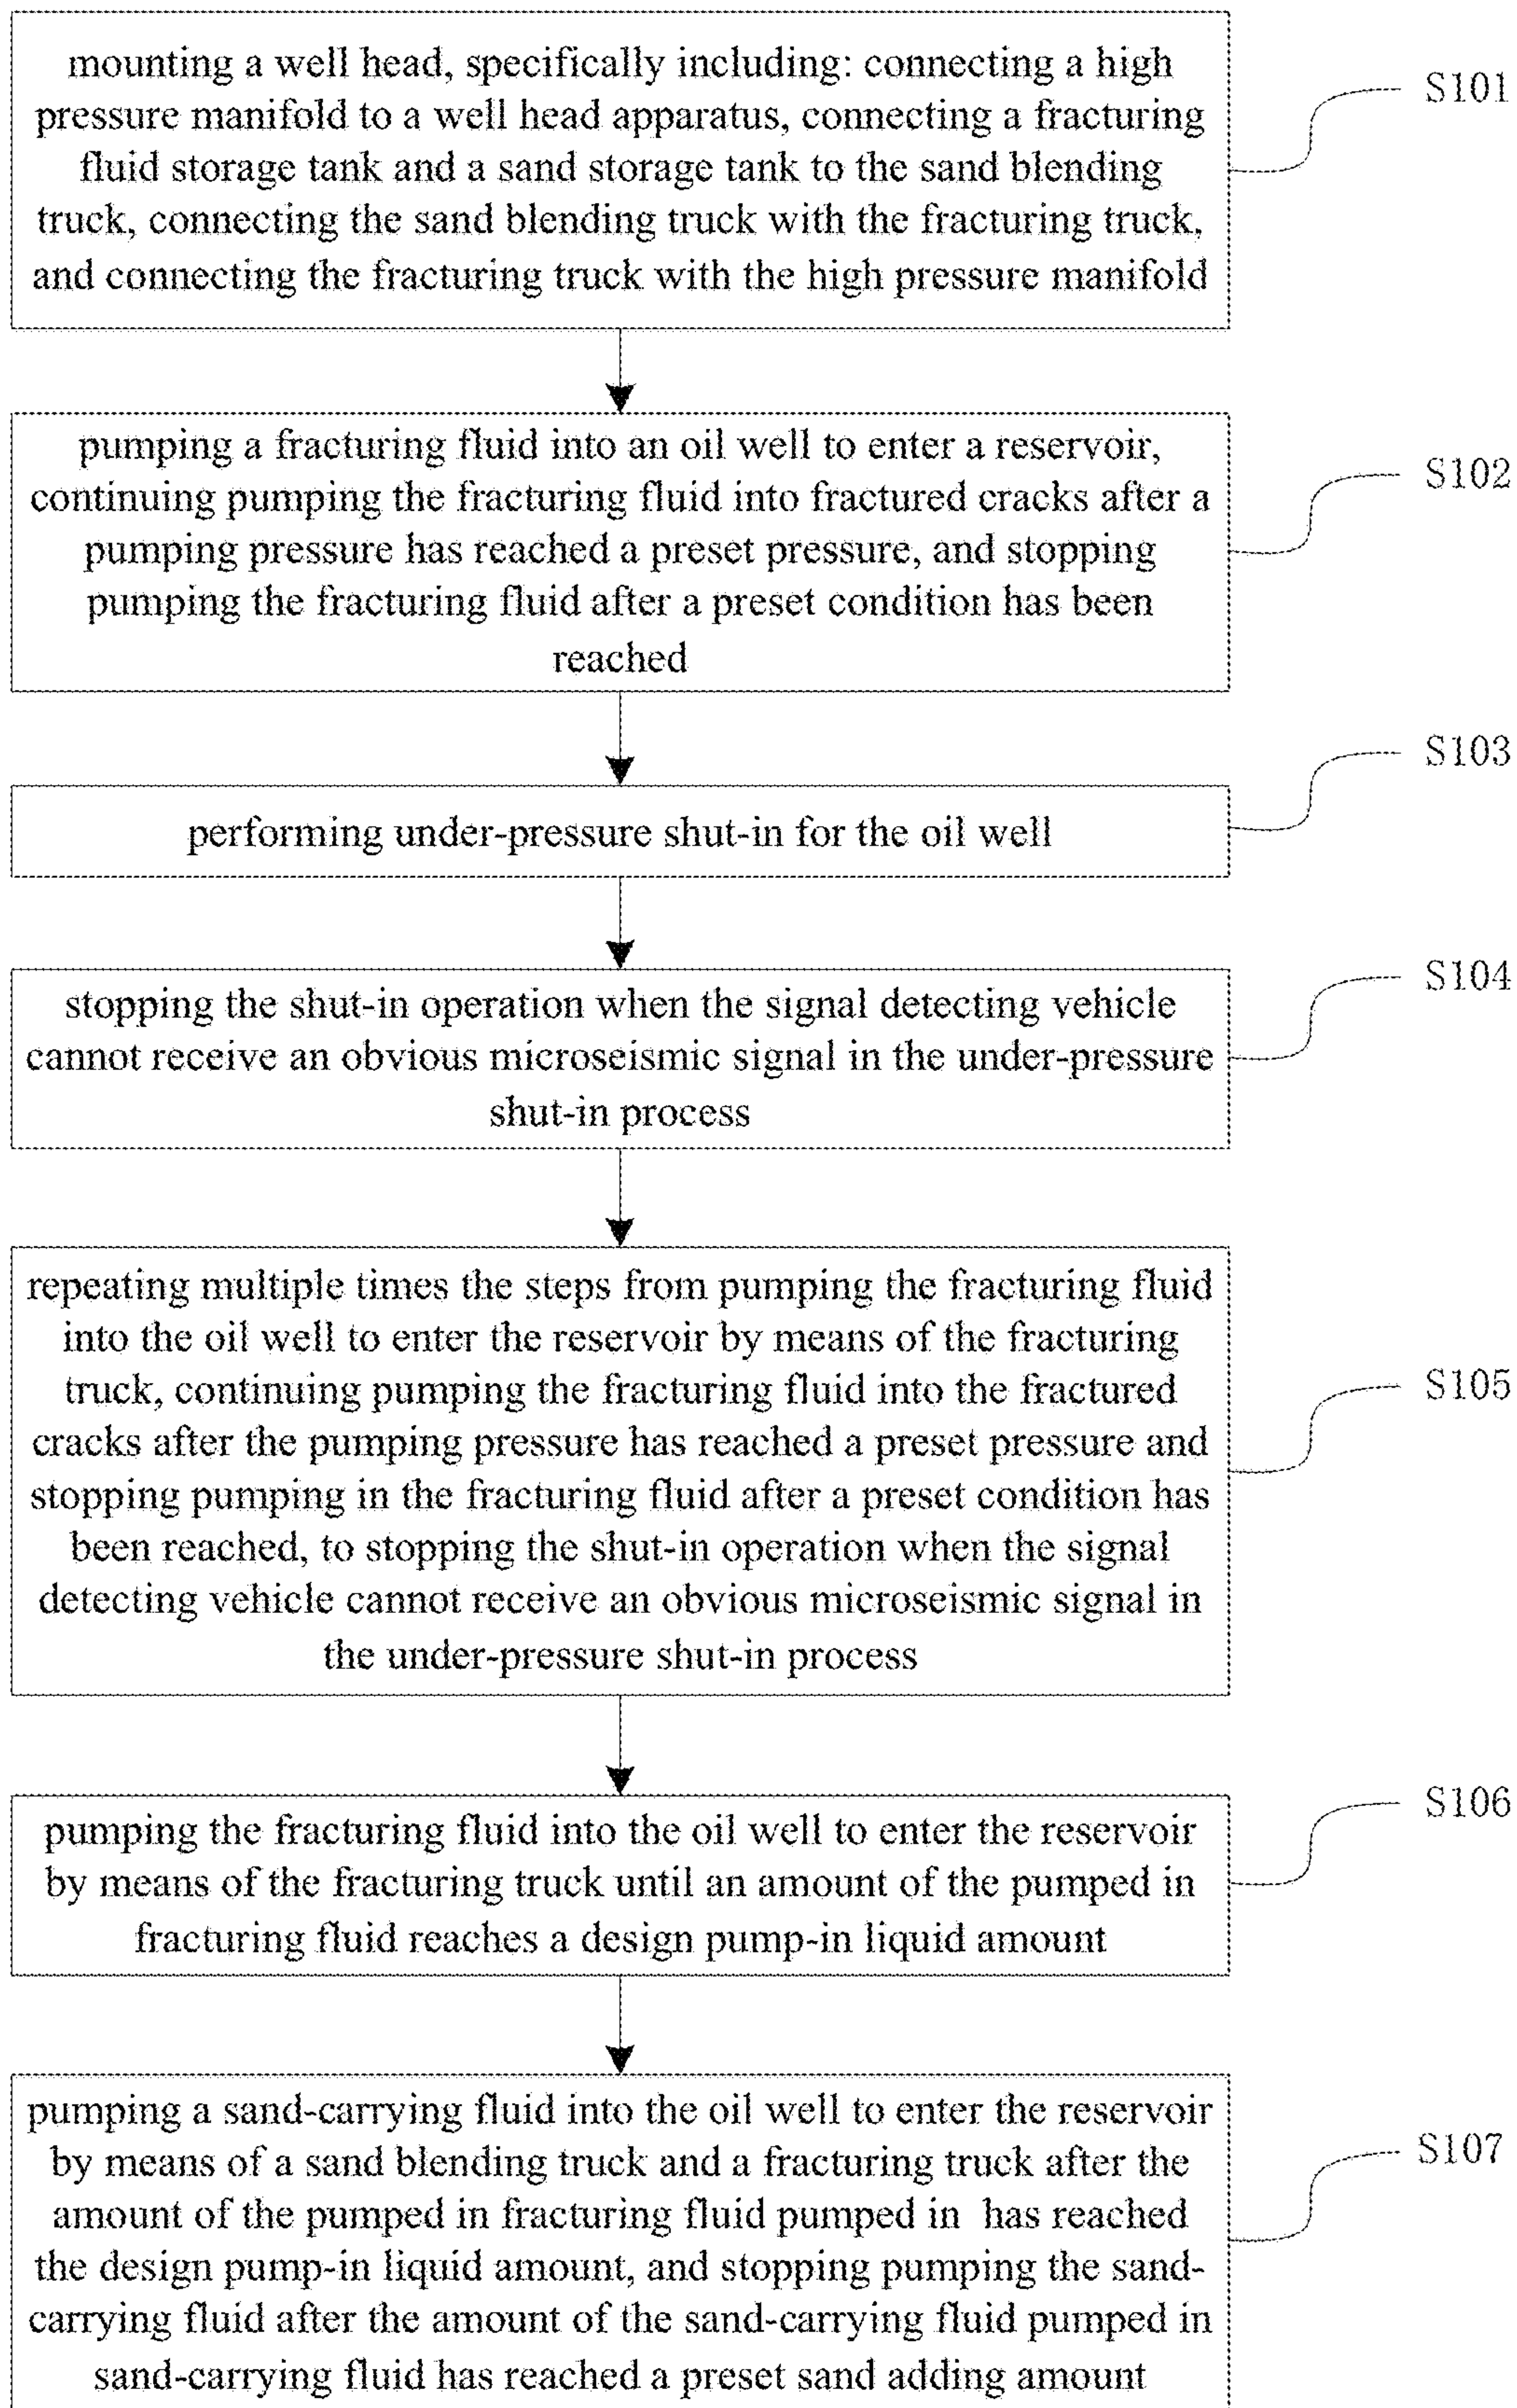 mounting a well head, specifically including: connecting a high
pressure manifold to a well head apparatus, connecting a fracturing
fluid storage tank and a sand storage tank to the sand blending
truck, connecting the sand blending truck with the fracturing truck,
and connecting the fracturing truck with the high pressure manifold
S101
pumping a fracturing fluid into an oil well to enter a reservoir,
continuing pumping the fracturing fluid into fractured cracks after a
pumping pressure has reached a preset pressure, and stopping
pumping the fracturing fluid after a preset condition has been
reached
S102
performing under-pressure shut-in for the oil well
S103
stopping the shut-in operation when the signal detecting vehicle
cannot receive an obvious microseismic signal in the under-pressure
shut-in process
S104
repeating multiple times the steps from pumping the fracturing fluid
into the oil well to enter the reservoir by means of the fracturing
truck, continuing pumping the fracturing fluid into the fractured
cracks after the pumping pressure has reached a preset pressure and
stopping pumping in the fracturing fluid after a preset condition has
been reached, to stopping the shut-in operation when the signal
detecting vehicle cannot receive an obvious microseismic signal in
the under-pressure shut-in process
S105
pumping the fracturing fluid into the oil well to enter the reservoir
by means of the fracturing truck until an amount of the pumped in
fracturing fluid reaches a design pump-in liquid amount
S106
pumping a sand-carrying fluid into the oil well to enter the reservoir
by means of a sand blending truck and a fracturing truck after the
amount of the pumped in fracturing fluid pumped in  has reached
the design pump-in liquid amount, and stopping pumping the sand-
carrying fluid after the amount of the sand-carrying fluid pumped in
sand-carrying fluid has reached a preset sand adding amount
S107